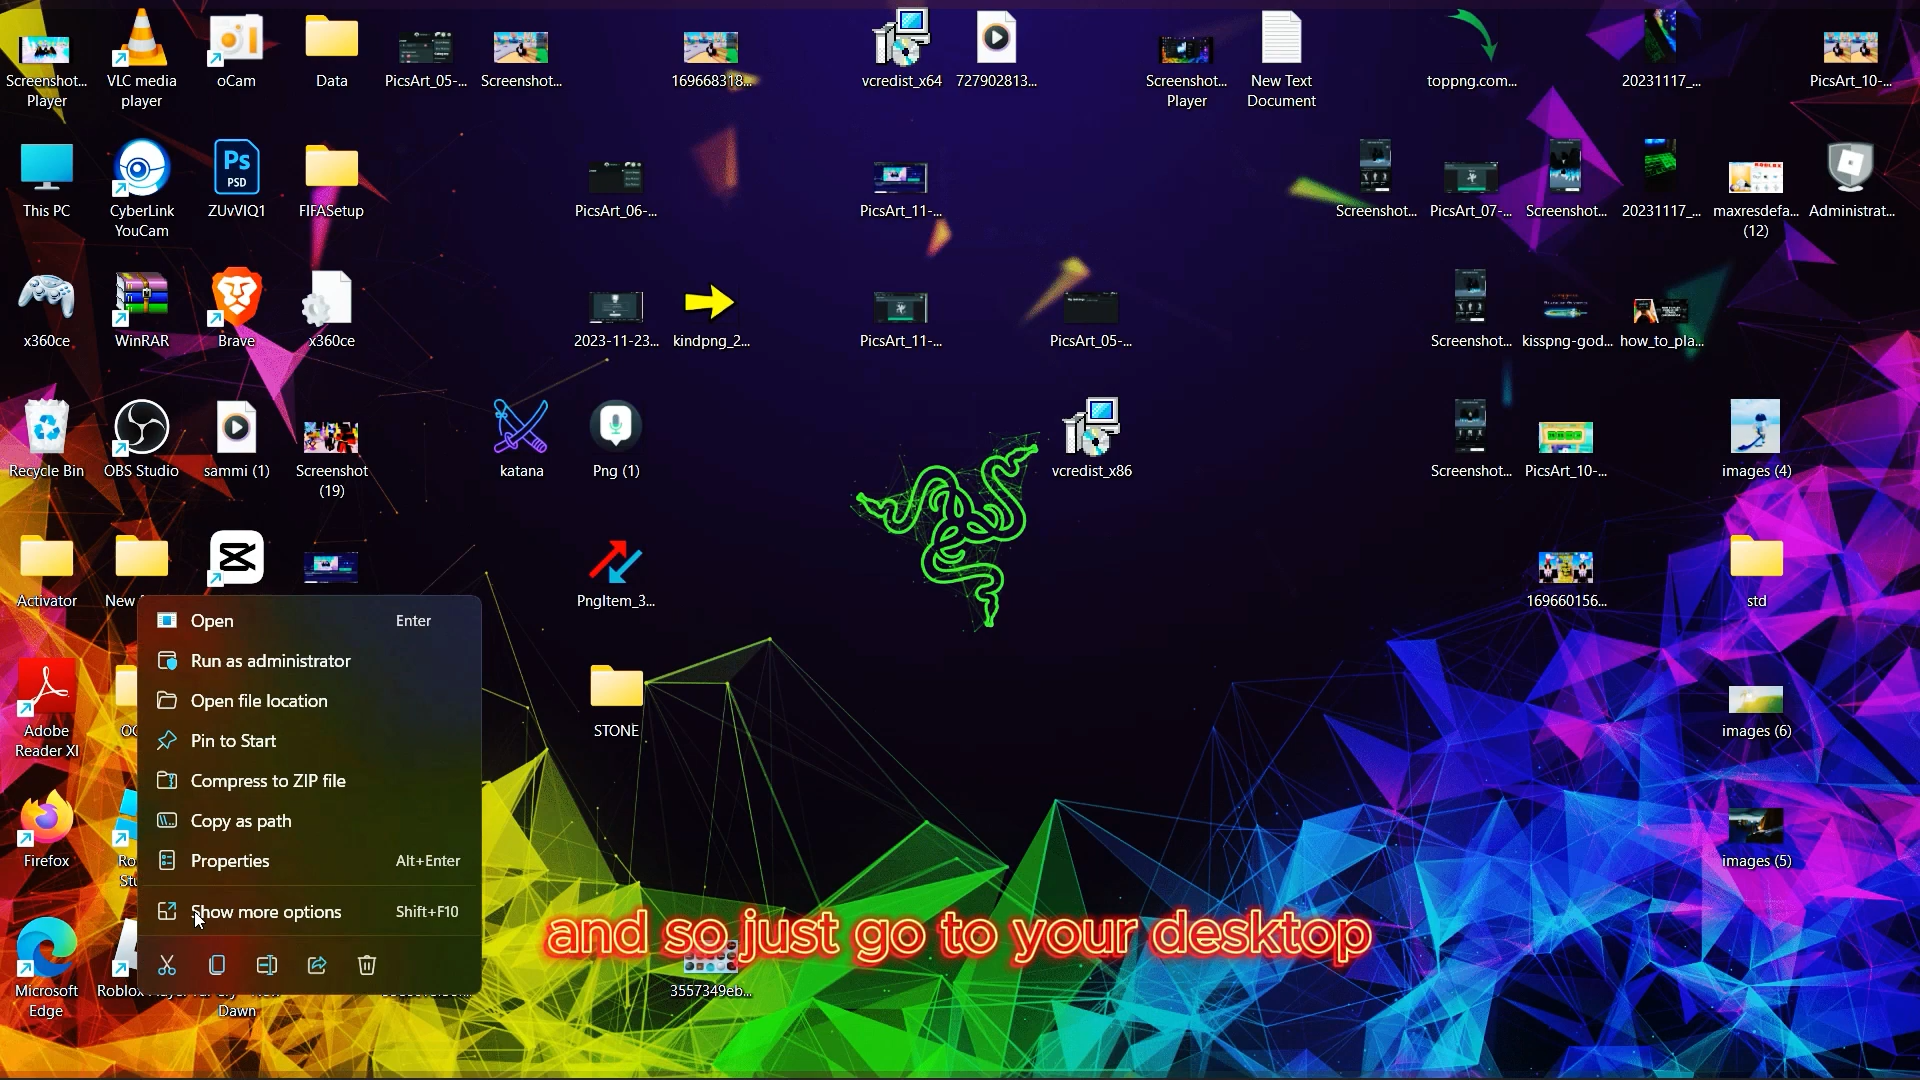 Screenshot... Player
VLC media player
oCam
Data
PicsArt_05-...
Screenshot...
169668318...
vcredist_x64
727902813...
Screenshot... Player
New Text Document
toppng.com...
20231117_...
PicsArt_10-...
This PC
CyberLink YouCam
Ps
PSD
ZUvVIQ1
FIFASetup
PicsArt_06-...
PicsArt_11-...
Screenshot...
PicsArt_07-...
Screenshot...
20231117_...
maxresdefa... (12)
Administrat...
x360ce
WinRAR
Brave
x360ce
2023-11-23...
kindpng_2...
PicsArt_11-...
PicsArt_05-...
Screenshot...
kisspng-god...
how_to_pla...
Recycle Bin
OBS Studio
sammi (1)
Screenshot (19)
katana
Png (1)
vcredist_x86
Screenshot...
PicsArt_10-...
images (4)
Activator
New
PngItem_3...
169660156...
std
Open Enter
Run as administrator
Open file location
Pin to Start
Compress to ZIP file
Copy as path
Properties Alt+Enter
Show more options Shift+F10
Adobe Reader XI
STONE
images (6)
Firefox
images (5)
and so just go to your desktop
Microsoft Edge
Roblox
Dawn
3557349eb...